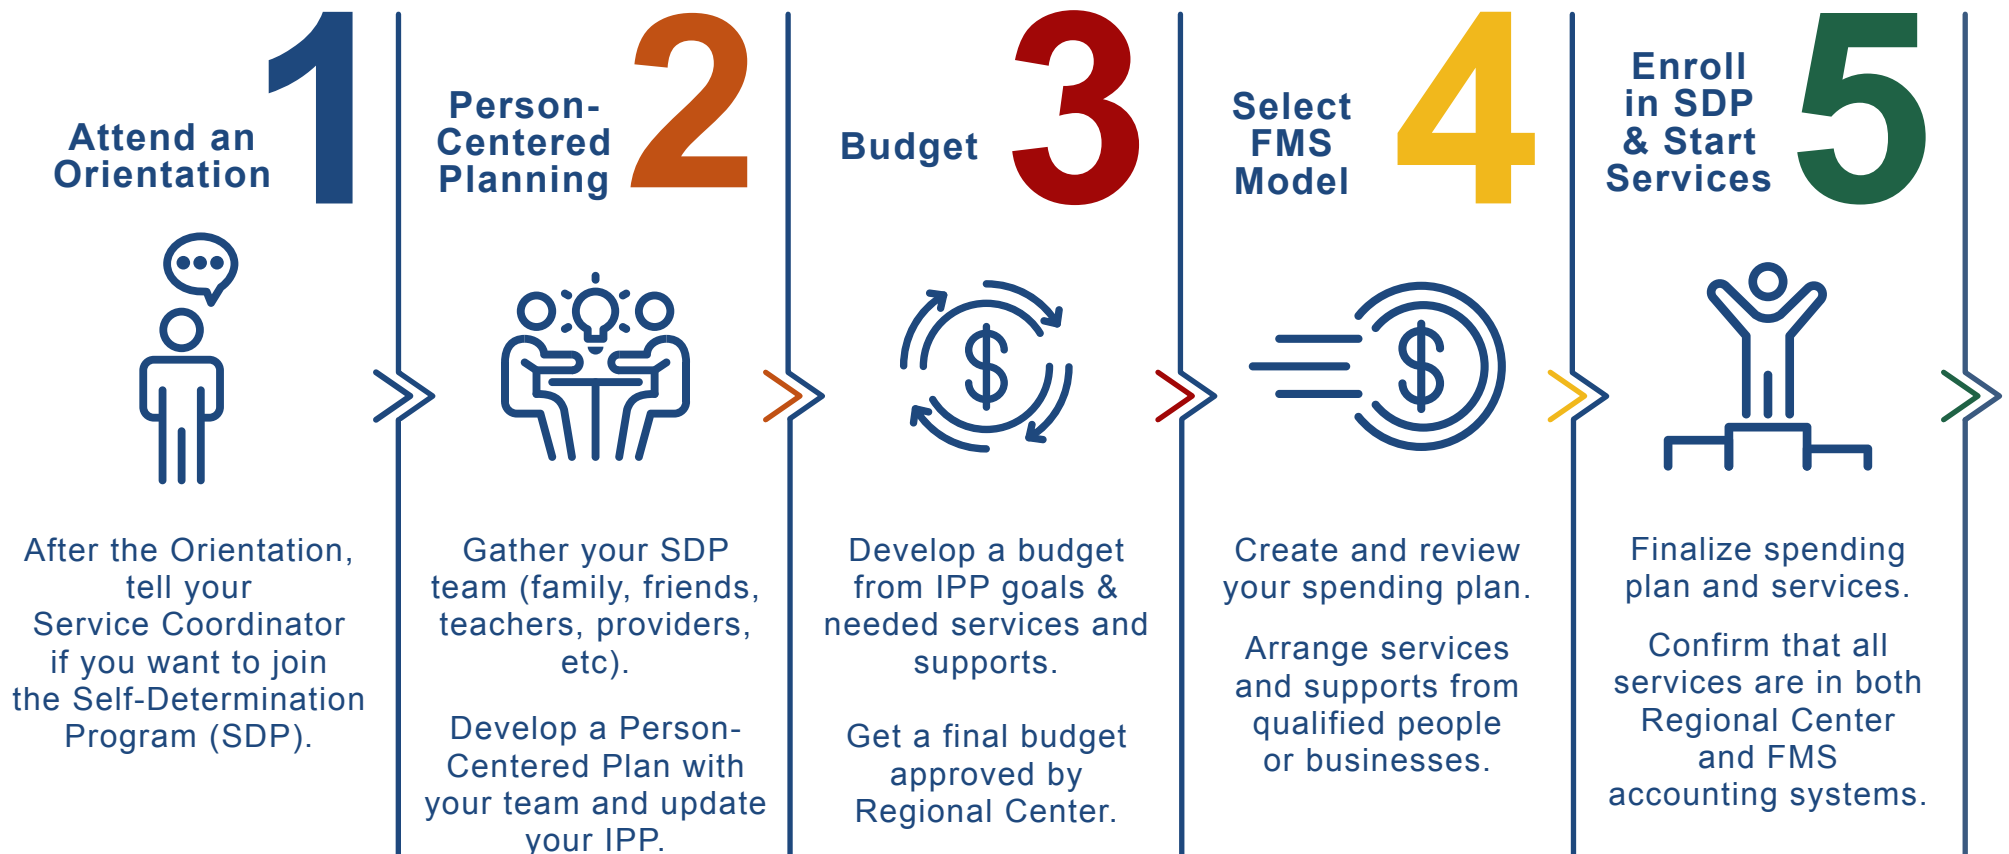 1
Attend an
Orientation
After the Orientation,
tell your
Service Coordinator
if you want to join
the Self-Determination
Program (SDP).
2
Person-
Centered
Planning
Gather your SDP
team (family, friends,
teachers, providers,
etc).
Develop a Person-
Centered Plan with
your team and update
your IPP.
3
Budget
$
Develop a budget
from IPP goals &
needed services and
supports.
Get a final budget
approved by
Regional Center.
4
Select
FMS
Model
$
Create and review
your spending plan.
Arrange services
and supports from
qualified people
or businesses.
5
Enroll
in SDP
& Start
Services
Finalize spending
plan and services.
Confirm that all
services are in both
Regional Center
and FMS
accounting systems.